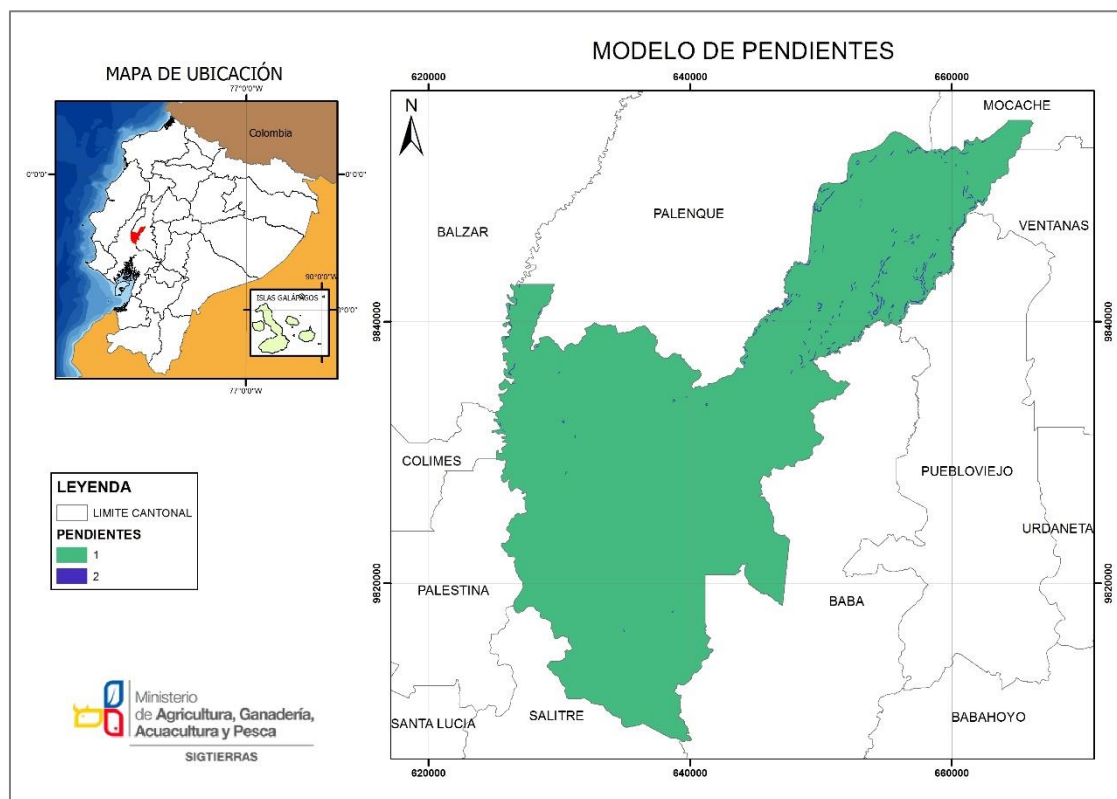 MODELO DE PENDIENTES
MAPA DE UBICACIÓN
77°0'0"W
Colombia
0°0'0"
0°0'0"
90°0'0"W
ISLAS GALÁPAGOS
0°0'0"
77°0'0"W
620000
640000
660000
N
MOCACHE
PALENQUE
VENTANAS
BALZAR
9840000
9840000
COLIMES
PUEBLOVIEJO
URDANETA
PALESTINA
BABA
9820000
9820000
SANTA LUCIA
SALITRE
BABAHOYO
620000
640000
660000
LEYENDA
LIMITE CANTONAL
PENDIENTES
1
2
Ministerio
de Agricultura, Ganadería,
Acuacultura y Pesca
SIGTIERRAS